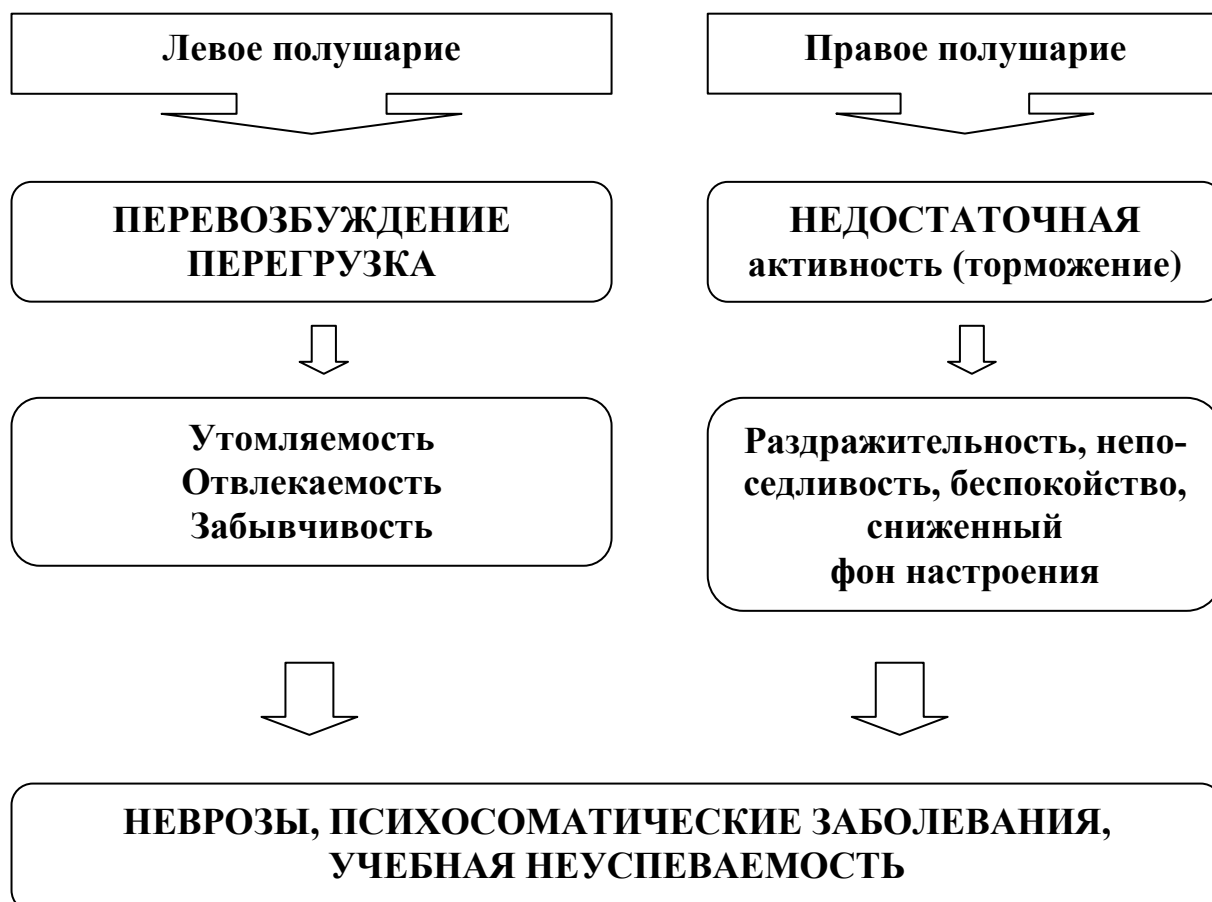 Левое полушарие
Правое полушарие
ПЕРЕВОЗБУЖДЕНИЕ
ПЕРЕГРУЗКА
НЕДОСТАТОЧНАЯ
активность (торможение)
Утомляемость
Отвлекаемость
Забывчивость
Раздражительность, непо-
седливость, беспокойство,
сниженный
фон настроения
НЕВРОЗЫ, ПСИХОСОМАТИЧЕСКИЕ ЗАБОЛЕВАНИЯ,
УЧЕБНАЯ НЕУСПЕВАЕМОСТЬ